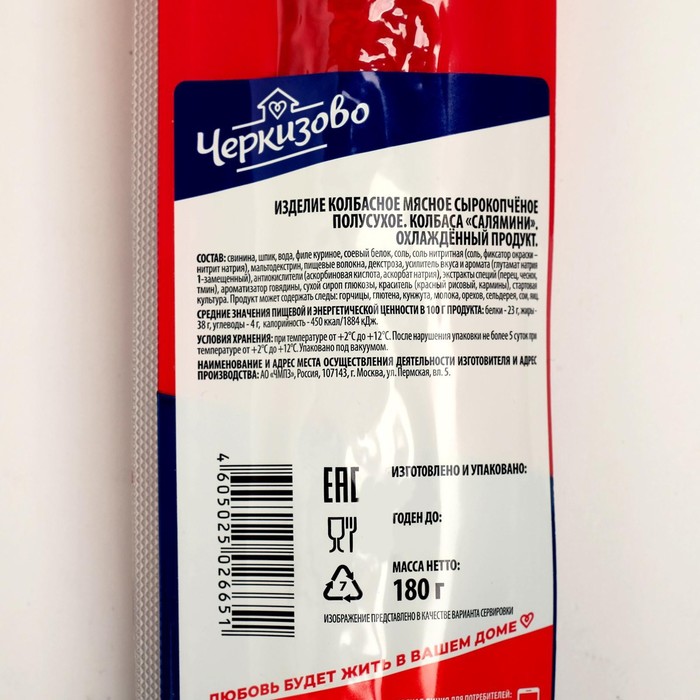 Черкизово
ИЗДЕЛИЕ КОЛБАСНОЕ МЯСНОЕ СЫРОКОПЧЁНОЕ
ПОЛУСУХОЕ. КОЛБАСА «САЛЯМИНИ».
ОХЛАЖДЁННЫЙ ПРОДУКТ.
СОСТАВ: свинина, шпик, вода, филе куриное, соевый белок, соль, соль нитритная (соль, фиксатор окраски –
нитрит натрия), мальтодекстрин, пищевые волокна, декстроза, усилитель вкуса и аромата (глутамат натрия
1-замещенный), антиокислители (аскорбиновая кислота, аскорбат натрия), экстракты специй (перец, чеснок,
тмин), ароматизатор говядины, сухой сироп глюкозы, краситель (красный рисовый, кармины), стартовая
культура. Продукт может содержать следы: горчицы, глютена, кунжута, молока, орехов, сельдерея, сои, яиц.
СРЕДНИЕ ЗНАЧЕНИЯ ПИЩЕВОЙ И ЭНЕРГЕТИЧЕСКОЙ ЦЕННОСТИ В 100 Г ПРОДУКТА: белки - 23 г, жиры -
38 г, углеводы - 4 г, калорийность - 450 ккал/1884 кДж.
УСЛОВИЯ ХРАНЕНИЯ: при температуре от +2°С до +12°С. После нарушения упаковки не более 5 суток при
температуре от +2°С до +12°С. Упаковано под вакуумом.
НАИМЕНОВАНИЕ И АДРЕС МЕСТА ОСУЩЕСТВЛЕНИЯ ДЕЯТЕЛЬНОСТИ ИЗГОТОВИТЕЛЯ И АДРЕС
ПРОИЗВОДСТВА: АО «ЧМПЗ», Россия, 107143, г. Москва, ул. Пермская, вл. 5.
4605025026651
EAC
ИЗГОТОВЛЕНО И УПАКОВАНО:
ГОДЕН ДО:
7
МАССА НЕТТО:
180 г
ИЗОБРАЖЕНИЕ ПРЕДСТАВЛЕНО В КАЧЕСТВЕ ВАРИАНТА СЕРВИРОВКИ
ЛЮБОВЬ БУДЕТ ЖИТЬ В ВАШЕМ ДОМЕ
ЛИНИЯ ДЛЯ ПОТРЕБИТЕЛЕЙ: